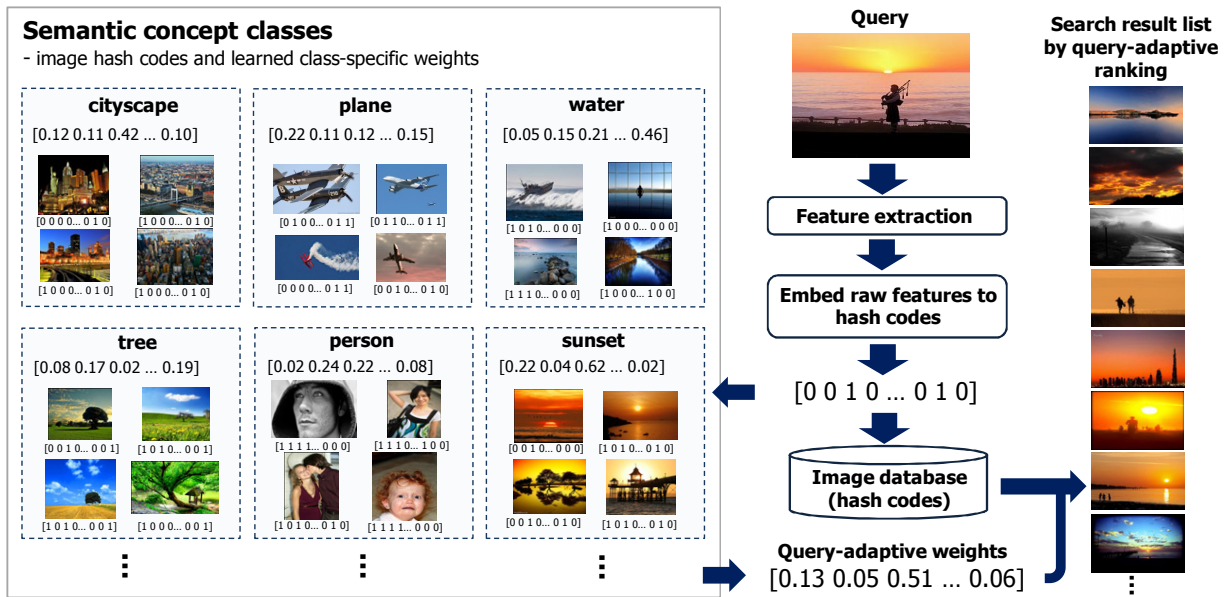 Semantic concept classes
- image hash codes and learned class-specific weights
cityscape
[0.12 0.11 0.42 ... 0.10]
[0 0 0 0... 0 1 0]
[1 0 0 0... 0 1 0]
[1 0 0 0... 0 1 0]
[1 0 0 0... 0 1 0]
plane
[0.22 0.11 0.12 ... 0.15]
[0 1 0 0... 0 1 1]
[0 1 1 0... 0 1 1]
[0 0 0 0... 0 1 1]
[0 0 1 0... 0 1 0]
water
[0.05 0.15 0.21 ... 0.46]
[1 0 1 0... 0 0 0]
[1 0 0 0... 0 0 0]
[1 1 1 0... 0 0 0]
[1 0 0 0... 1 0 0]
tree
[0.08 0.17 0.02 ... 0.19]
[0 0 1 0... 0 0 1]
[1 0 1 0... 0 0 1]
[1 0 1 0... 0 0 1]
[1 0 0 0... 0 0 1]
person
[0.02 0.24 0.22 ... 0.08]
[1 1 1 1... 0 0 0]
[1 1 1 0... 1 0 0]
[1 0 1 0... 0 1 0]
[1 1 1 1... 0 0 0]
sunset
[0.22 0.04 0.62 ... 0.02]
[0 0 1 0... 0 0 0]
[1 0 1 0... 0 1 0]
[0 0 1 0... 0 1 0]
[1 0 1 0... 0 1 0]
Query
Feature extraction
Embed raw features to
hash codes
[0 0 1 0 ... 0 1 0]
Image database
(hash codes)
Query-adaptive weights
[0.13 0.05 0.51 ... 0.06]
Search result list
by query-adaptive
ranking